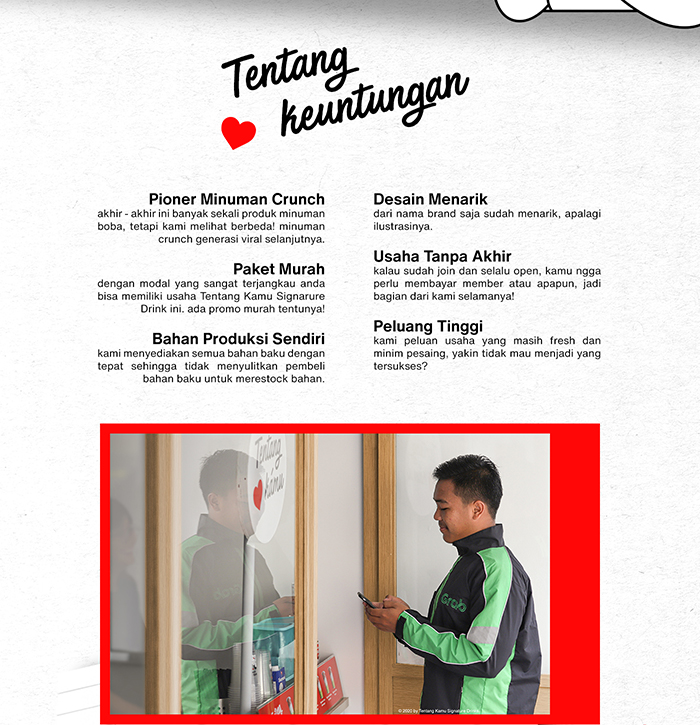 Tentang
keuntungan
Pioner Minuman Crunch
akhir - akhir ini banyak sekali produk minuman
boba, tetapi kami melihat berbeda! minuman
crunch generasi viral selanjutnya.
Paket Murah
dengan modal yang sangat terjangkau anda
bisa memiliki usaha Tentang Kamu Signarure
Drink ini. ada promo murah tentunya!
Bahan Produksi Sendiri
kami menyediakan semua bahan baku dengan
tepat sehingga tidak menyulitkan pembeli
bahan baku untuk merestock bahan.
Desain Menarik
dari nama brand saja sudah menarik, apalagi
ilustrasinya.
Usaha Tanpa Akhir
kalau sudah join dan selalu open, kamu ngga
perlu membayar member atau apapun, jadi
bagian dari kami selamanya!
Peluang Tinggi
kami peluan usaha yang masih fresh dan
minim pesaing, yakin tidak mau menjadi yang
tersukses?
Tentang
kamu
Grab
© 2020 by Tentang Kamu Signature Drink